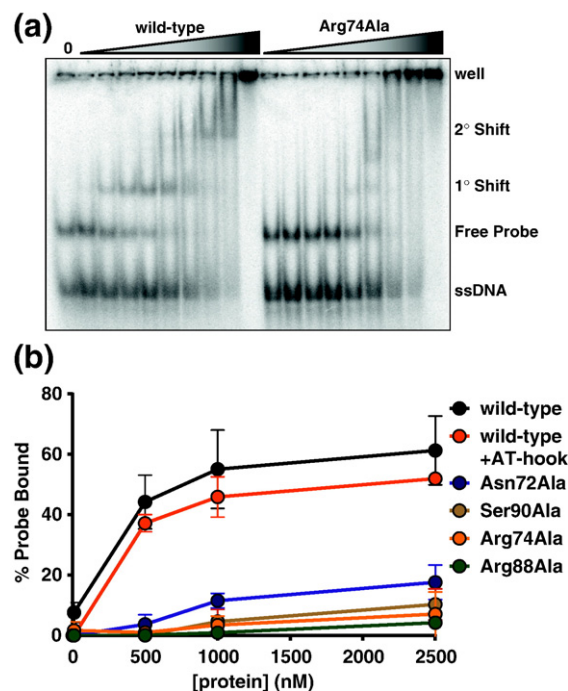 (a)
0 wild-type Arg74Ala
well
2° Shift
1° Shift
Free Probe
ssDNA
(b)
% Probe Bound
80
60
40
20
0
0 500 1000 1500 2000 2500
[protein] (nM)
wild-type
wild-type
+AT-hook
Asn72Ala
Ser90Ala
Arg74Ala
Arg88Ala